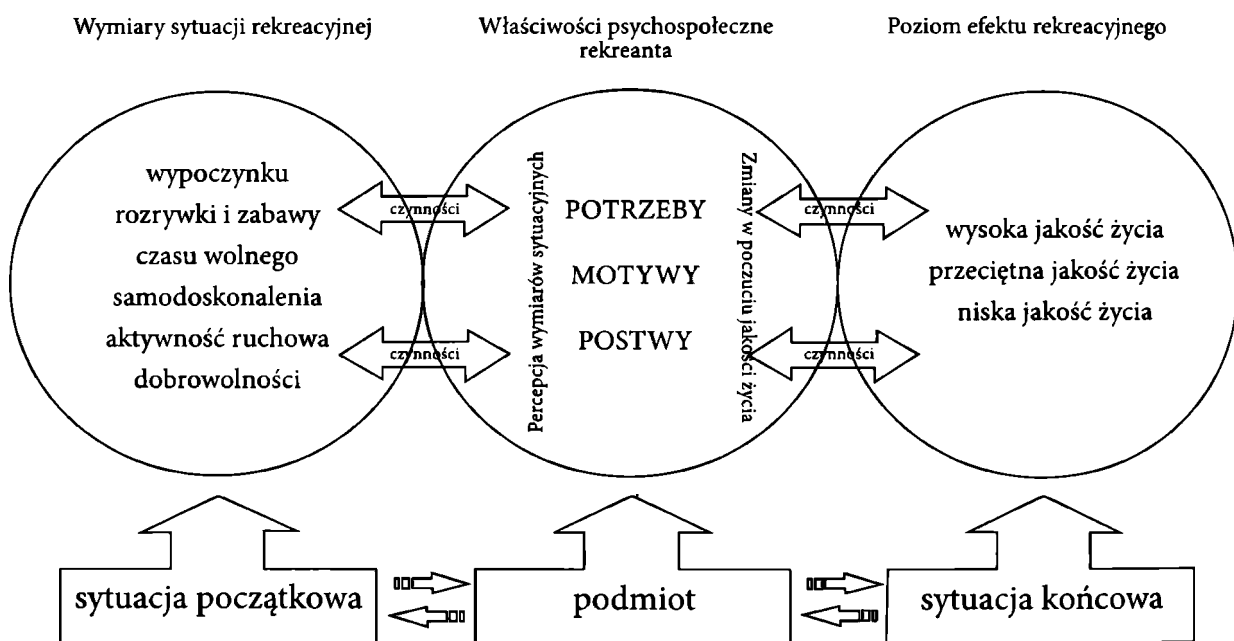 Wymiary sytuacji rekreacyjnej
Właściwości psychospołeczne
rekreanta
Poziom efektu rekreacyjnego
wypoczynku
rozrywki i zabawy
czasu wolnego
samodoskonalenia
aktywność ruchowa
dobrowolności
czynności
czynności
Percepcja wymiarów sytuacyjnych
POTRZEBY
MOTYWY
POSTWY
Zmiany w poczuciu jakości życia
czynności
czynności
wysoka jakość życia
przeciętna jakość życia
niska jakość życia
sytuacja początkowa
podmiot
sytuacja końcowa